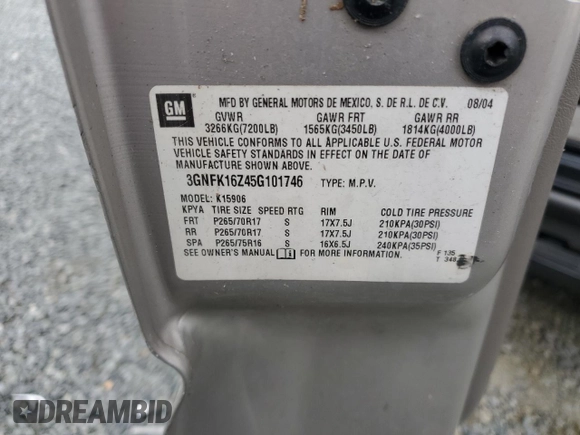 GM
MFD BY GENERAL MOTORS DE MEXICO, S. DE R.L. DE C.V. 08/04
GVWR GAWR FRT GAWR RR
3266KG(7200LB) 1565KG(3450LB) 1814KG(4000LB)
THIS VEHICLE CONFORMS TO ALL APPLICABLE U.S. FEDERAL MOTOR
VEHICLE SAFETY STANDARDS IN EFFECT ON THE DATE OF
MANUFACTURE SHOWN ABOVE.
3GNFK16Z45G101746 TYPE: M.P.V.
MODEL: K15906
KPYA TIRE SIZE SPEED RTG RIM COLD TIRE PRESSURE
FRT P265/70R17 S 17X7.5J 210KPA(30PSI)
RR P265/70R17 S 17X7.5J 210KPA(30PSI)
SPA P265/75R16 S 16X6.5J 240KPA(35PSI)
SEE OWNER'S MANUAL FOR MORE INFORMATION.
F 135
T 348
DREAMBID